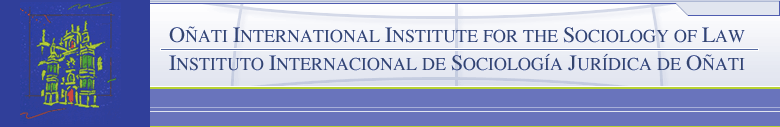 OÑATI INTERNATIONAL INSTITUTE FOR THE SOCIOLOGY OF LAW
INSTITUTO INTERNACIONAL DE SOCIOLOGÍA JURÍDICA DE OÑATI